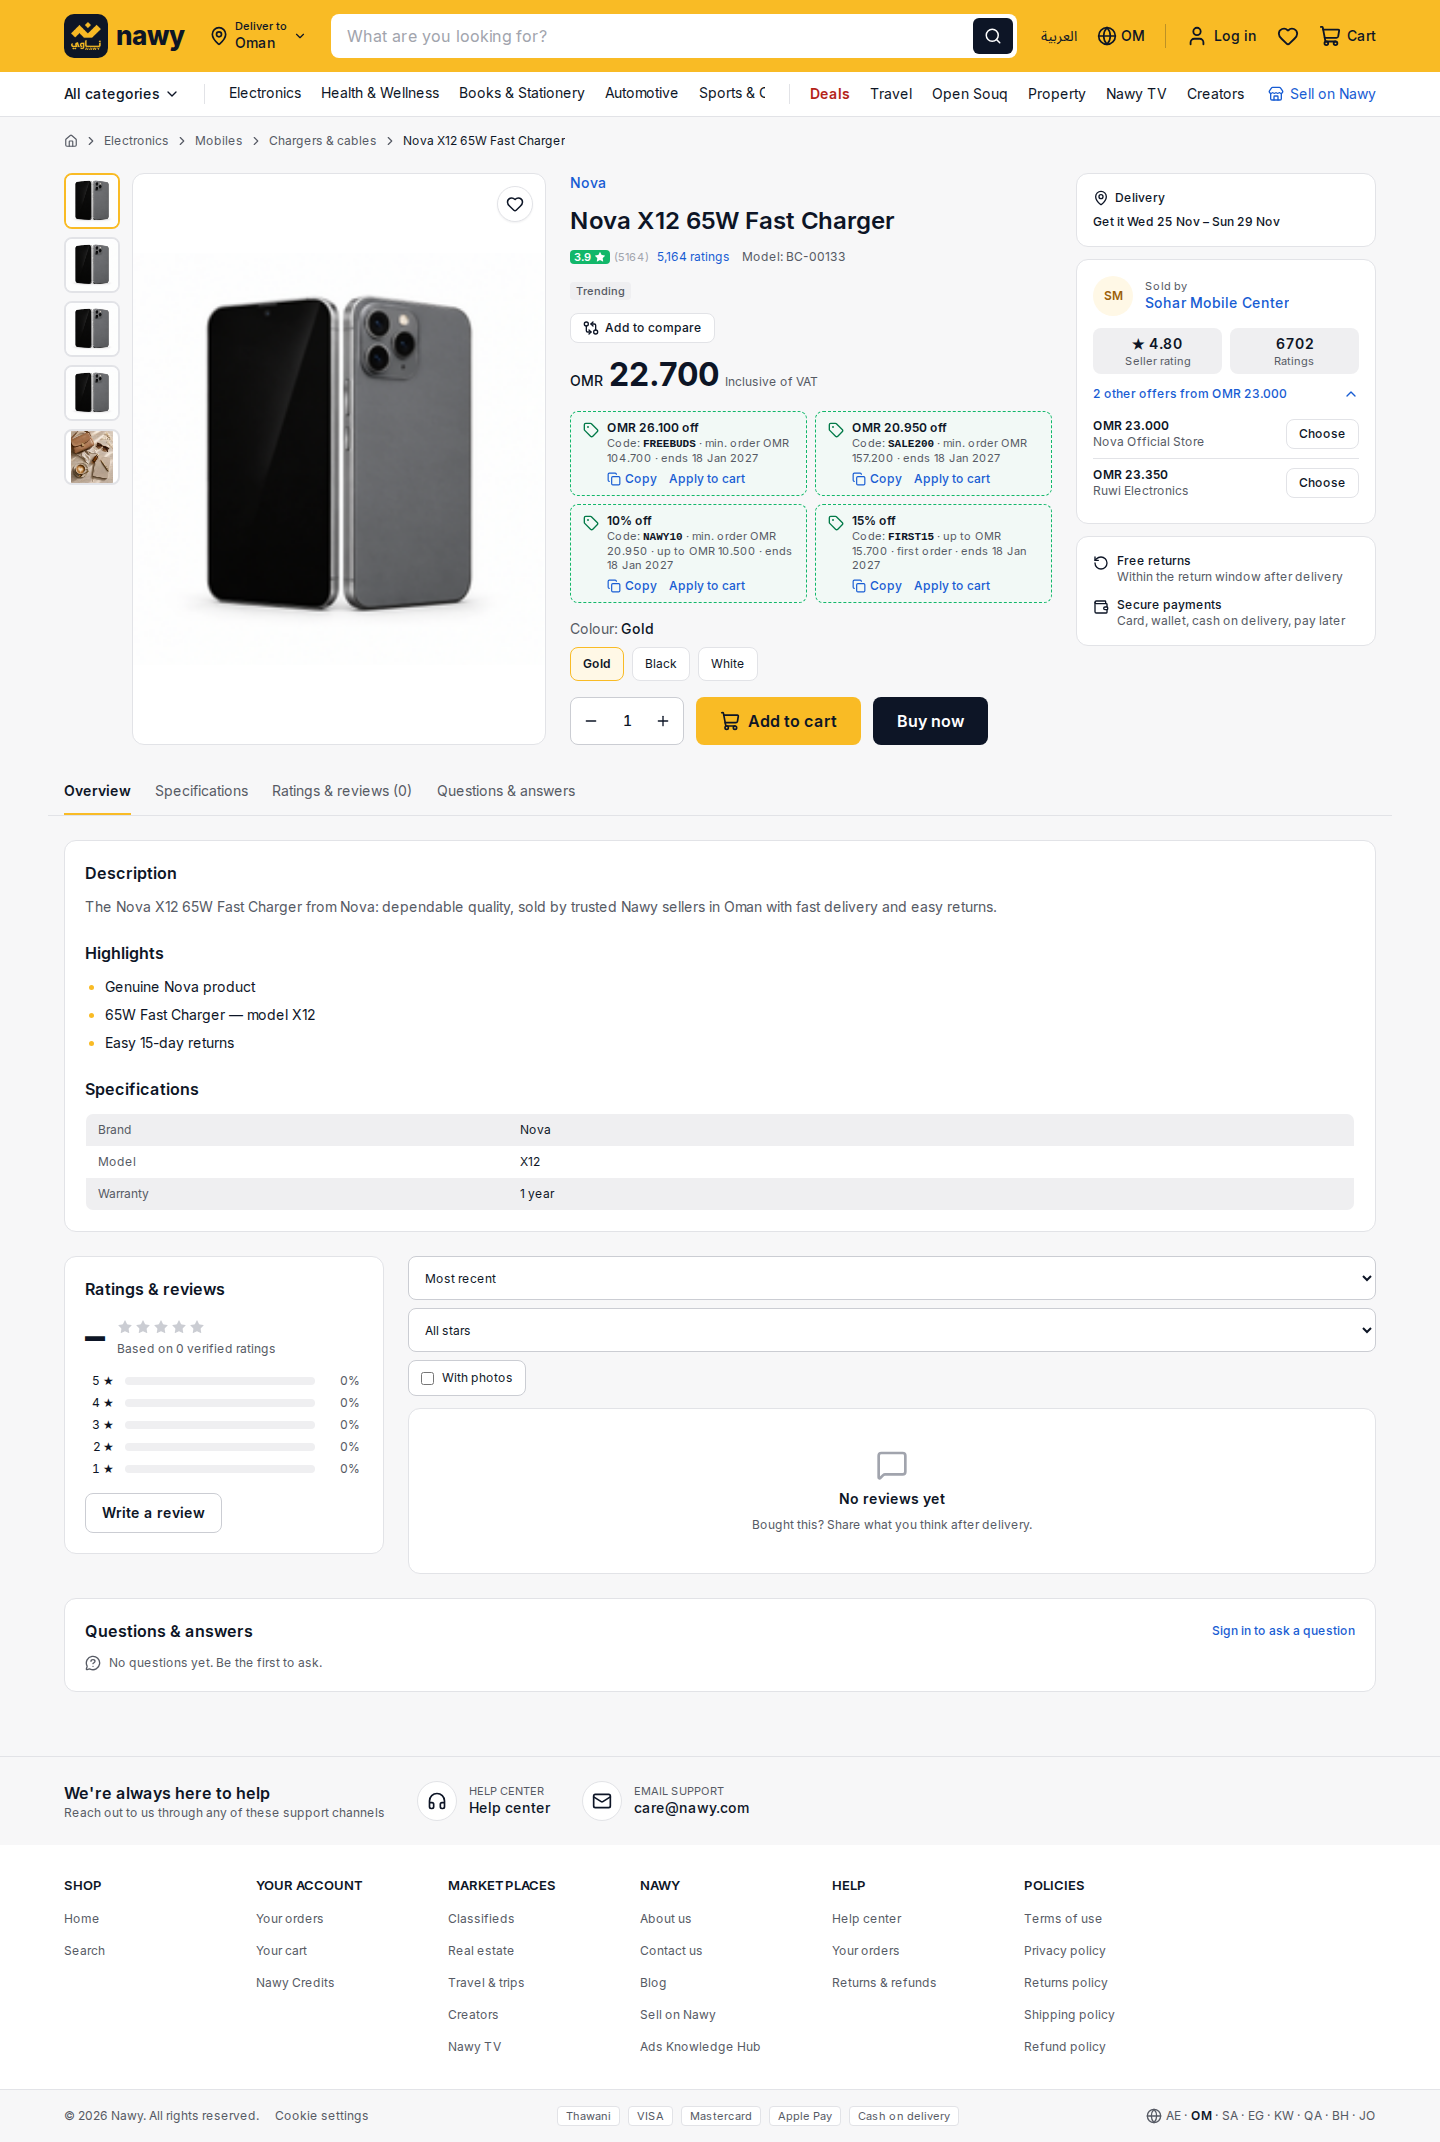 ناوي
nawy
Deliver to
Oman
What are you looking for?
العربية
OM
Log in
Cart
All categories
Electronics
Health & Wellness
Books & Stationery
Automotive
Sports &
Deals
Travel
Open Souq
Property
Nawy TV
Creators
Sell on Nawy
Electronics
Mobiles
Chargers & cables
Nova X12 65W Fast Charger
Nova
Nova X12 65W Fast Charger
3.9 ★ (5164) 5,164 ratings Model: BC-00133
Trending
Add to compare
OMR 22.700 Inclusive of VAT
OMR 26.100 off
Code: FREEBUDS · min. order OMR
104.700 · ends 18 Jan 2027
Copy Apply to cart
OMR 20.950 off
Code: SALE200 · min. order OMR
157.200 · ends 18 Jan 2027
Copy Apply to cart
10% off
Code: NAWY10 · min. order OMR
20.950 · up to OMR 10.500 · ends
18 Jan 2027
Copy Apply to cart
15% off
Code: FIRST15 · up to OMR
15.700 · first order · ends 18 Jan
2027
Copy Apply to cart
Colour: Gold
Gold
Black
White
1
Add to cart
Buy now
Delivery
Get it Wed 25 Nov – Sun 29 Nov
SM
Sold by
Sohar Mobile Center
★ 4.80
Seller rating
6702
Ratings
2 other offers from OMR 23.000
OMR 23.000
Nova Official Store
Choose
OMR 23.350
Ruwi Electronics
Choose
Free returns
Within the return window after delivery
Secure payments
Card, wallet, cash on delivery, pay later
Overview
Specifications
Ratings & reviews (0)
Questions & answers
Description
The Nova X12 65W Fast Charger from Nova: dependable quality, sold by trusted Nawy sellers in Oman with fast delivery and easy returns.
Highlights
Genuine Nova product
65W Fast Charger — model X12
Easy 15-day returns
Specifications
Brand Nova
Model X12
Warranty 1 year
Ratings & reviews
–
Based on 0 verified ratings
5 ★ 0%
4 ★ 0%
3 ★ 0%
2 ★ 0%
1 ★ 0%
Write a review
Most recent
All stars
With photos
No reviews yet
Bought this? Share what you think after delivery.
Questions & answers
Sign in to ask a question
No questions yet. Be the first to ask.
We're always here to help
Reach out to us through any of these support channels
HELP CENTER
Help center
EMAIL SUPPORT
care@nawy.com
SHOP
Home
Search
YOUR ACCOUNT
Your orders
Your cart
Nawy Credits
MARKETPLACES
Classifieds
Real estate
Travel & trips
Creators
Nawy TV
NAWY
About us
Contact us
Blog
Sell on Nawy
Ads Knowledge Hub
HELP
Help center
Your orders
Returns & refunds
POLICIES
Terms of use
Privacy policy
Returns policy
Shipping policy
Refund policy
© 2026 Nawy. All rights reserved.
Cookie settings
Thawani
VISA
Mastercard
Apple Pay
Cash on delivery
AE · OM · SA · EG · KW · QA · BH · JO